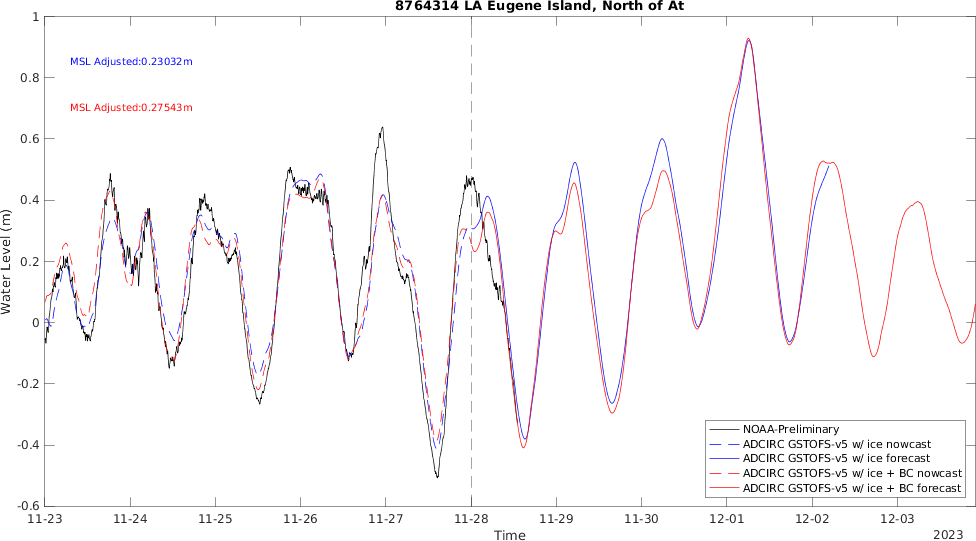 8764314 LA Eugene Island, North of At
MSL Adjusted:0.23032m
MSL Adjusted:0.27543m
Water Level (m)
1
0.8
0.6
0.4
0.2
0
-0.2
-0.4
-0.6
NOAA-Preliminary
ADCIRC GSTOFS-v5 w/ ice nowcast
ADCIRC GSTOFS-v5 w/ ice forecast
ADCIRC GSTOFS-v5 w/ice + BC nowcast
ADCIRC GSTOFS-v5 w/ice + BC forecast
11-23 11-24 11-25 11-26 11-27 11-28 11-29 11-30 12-01 12-02 12-03
Time
2023